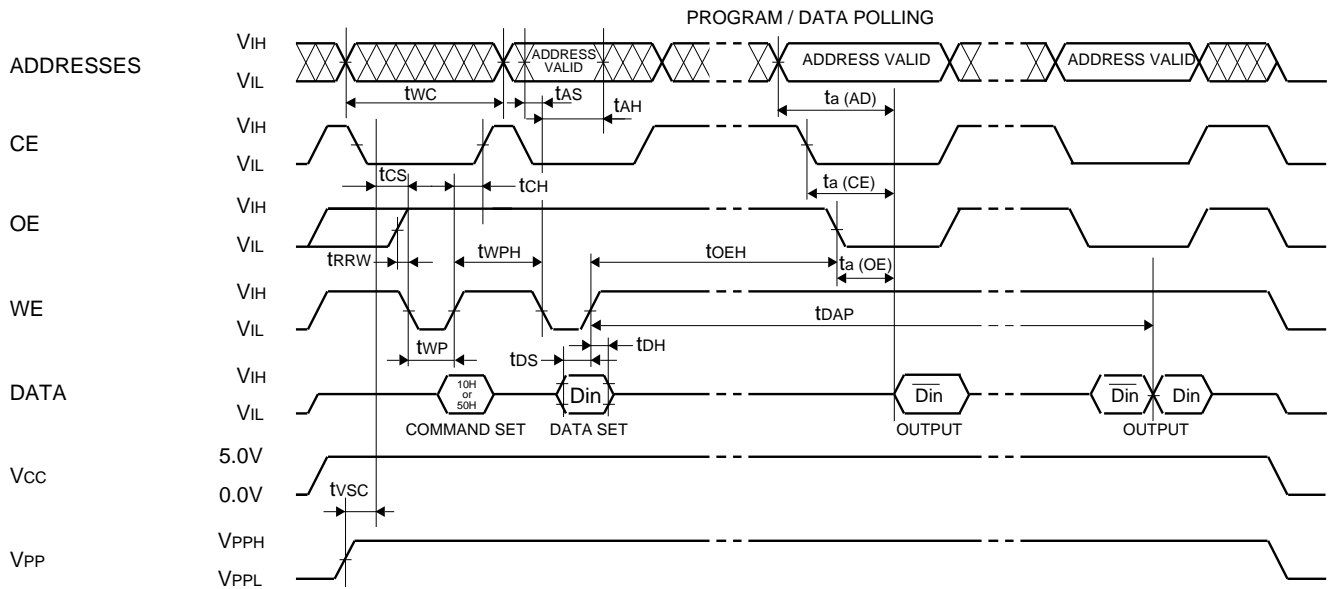 PROGRAM / DATA POLLING
ADDRESSES
VIH
VIL
ADDRESS VALID
ADDRESS VALID
ADDRESS VALID
tWC
tAS
tAH
ta (AD)
CE
VIH
VIL
tCS
tCH
ta (CE)
OE
VIH
VIL
tRRW
tWPH
tOEH
ta (OE)
WE
VIH
VIL
tWP
tDS
tDH
tDAP
DATA
VIH
VIL
10H or 50H
Din
Din
Din
Din
COMMAND SET
DATA SET
OUTPUT
OUTPUT
VCC
5.0V
0.0V
tVSC
VPP
VPPH
VPPL